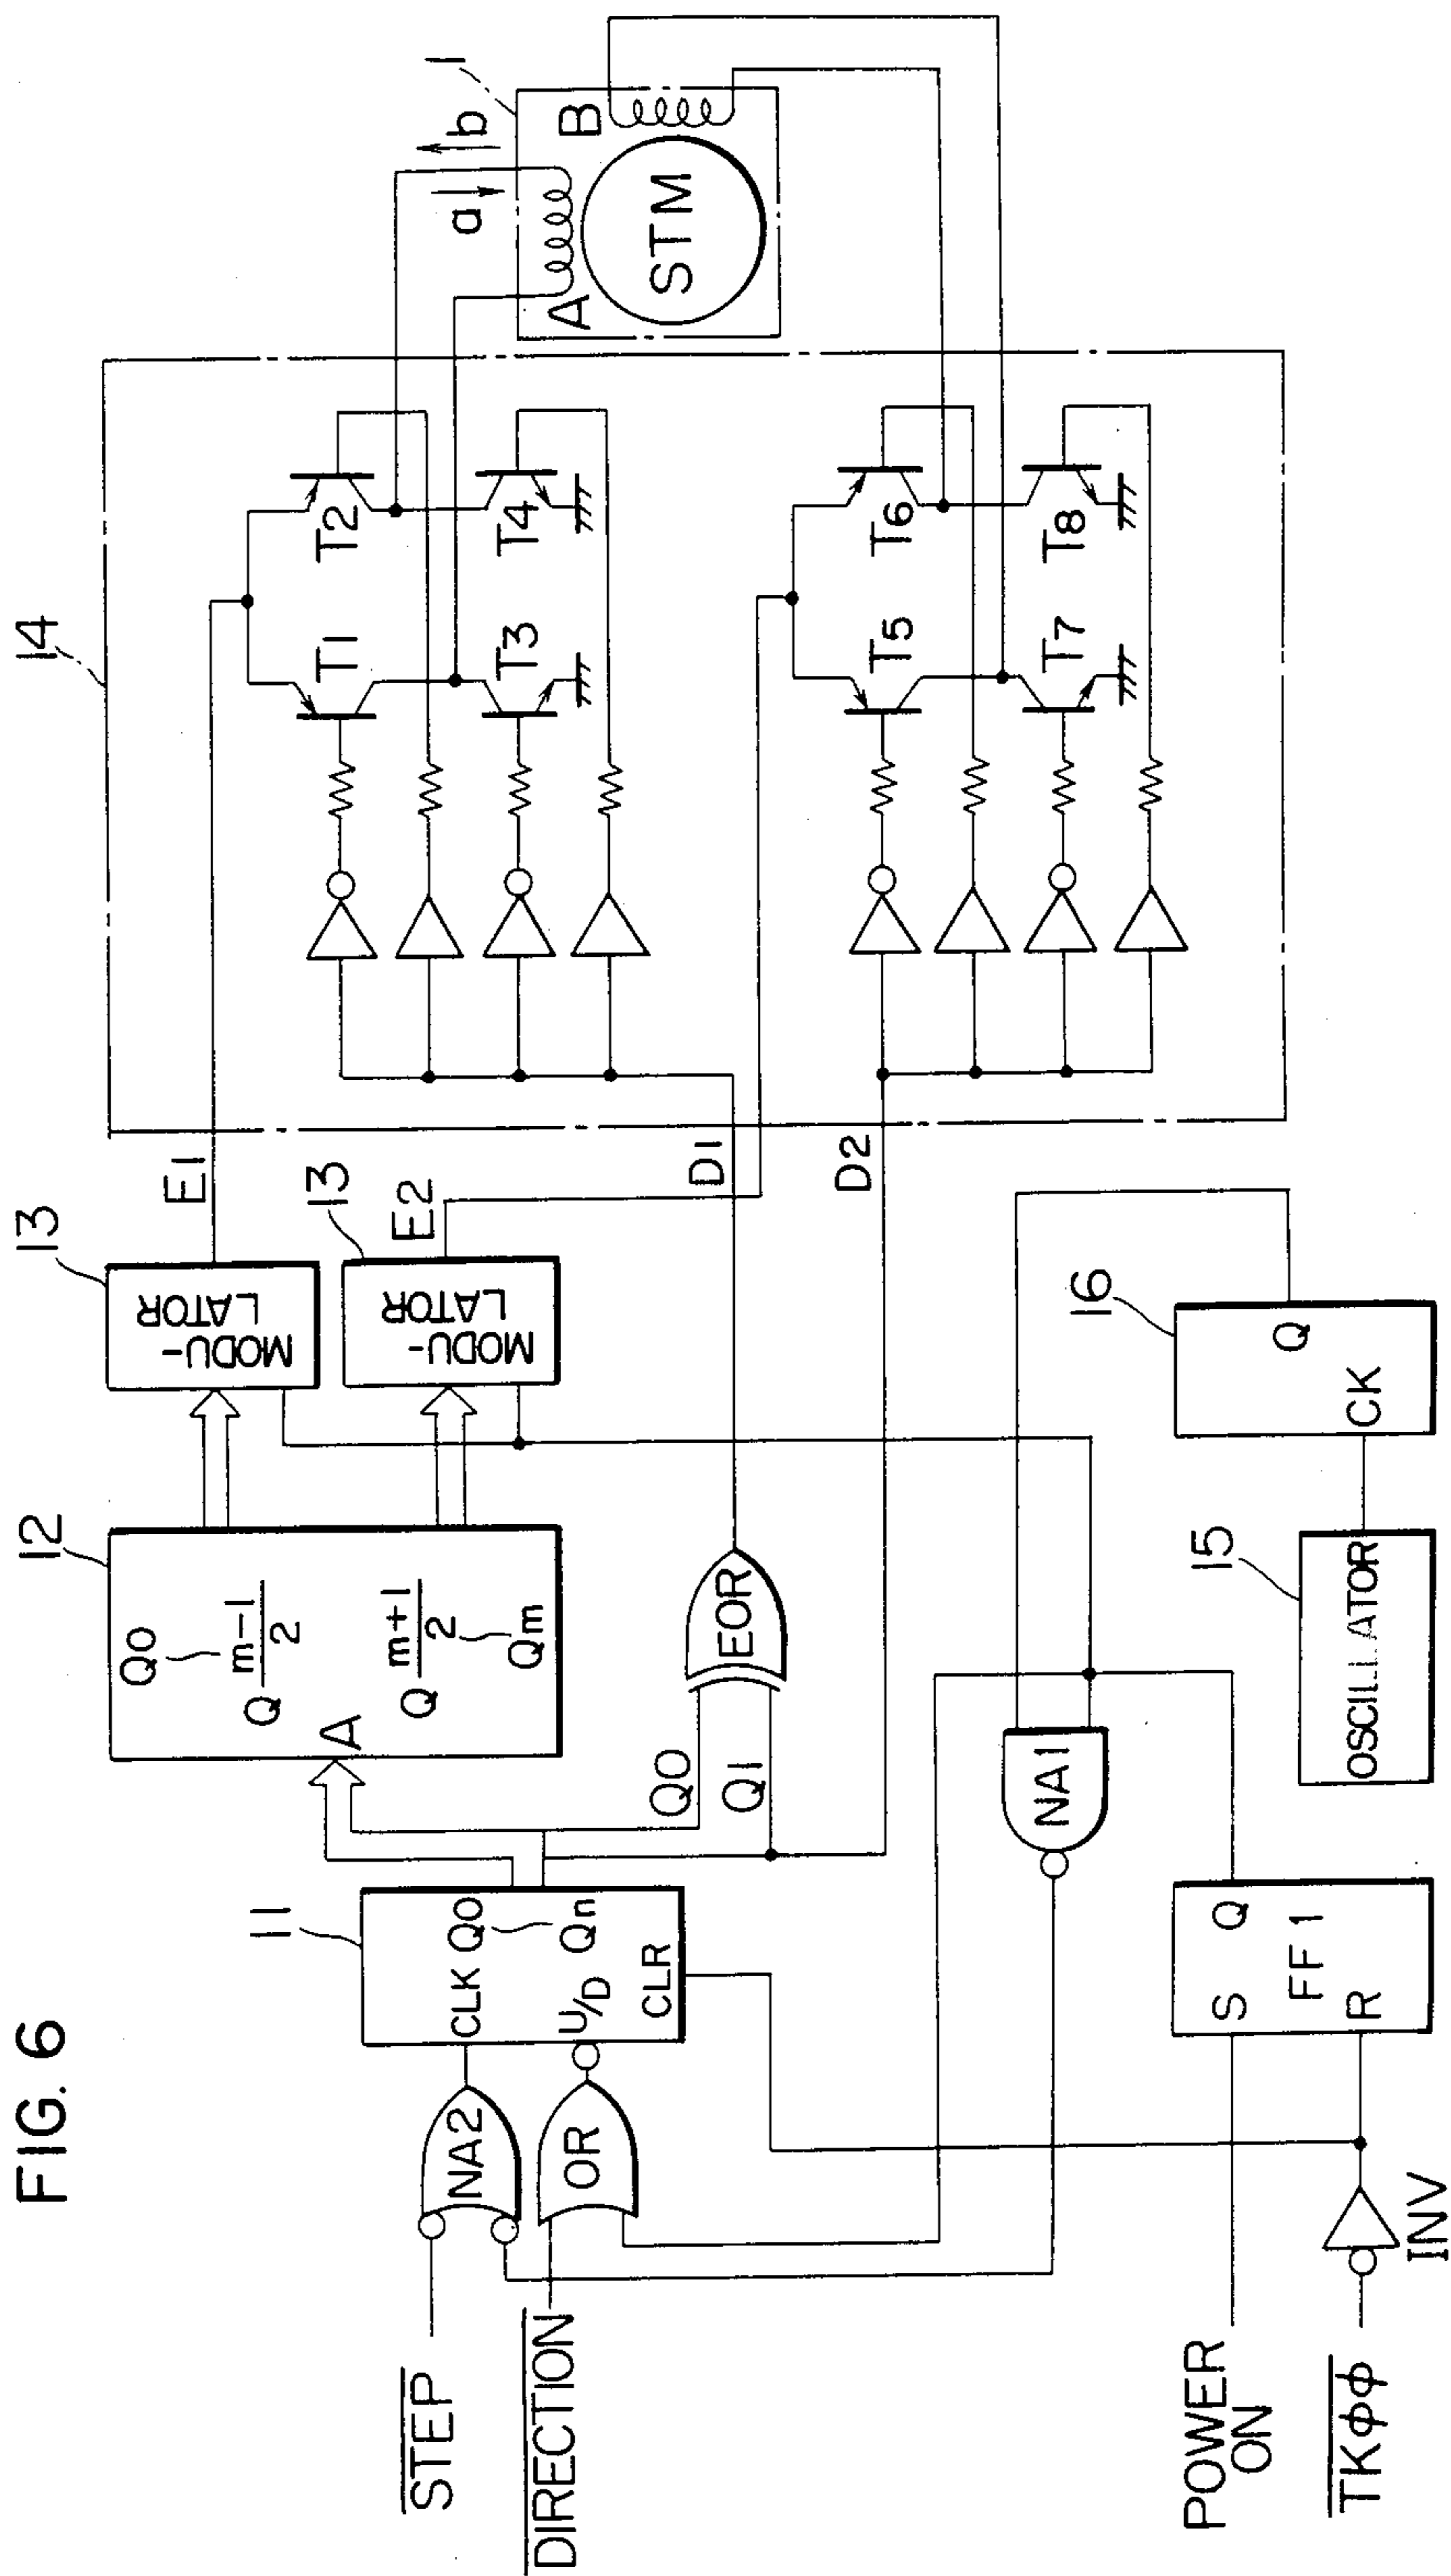 FIG. 6
STEP
DIRECTION
POWER
ON
TKφφ
INV
NA2
OR
11
CLK
Q0
Qn
U/D
CLR
S
Q
FF1
R
12
A
Q0
Q m-1/2
Q m+1/2
Qm
Q0
Q1
EOR
NA1
13
MODU-
LATOR
13
MODU-
LATOR
E1
E2
D1
D2
15
OSCILLATOR
16
Q
CK
14
T1
T2
T3
T4
T5
T6
T7
T8
1
a
b
A
B
STM